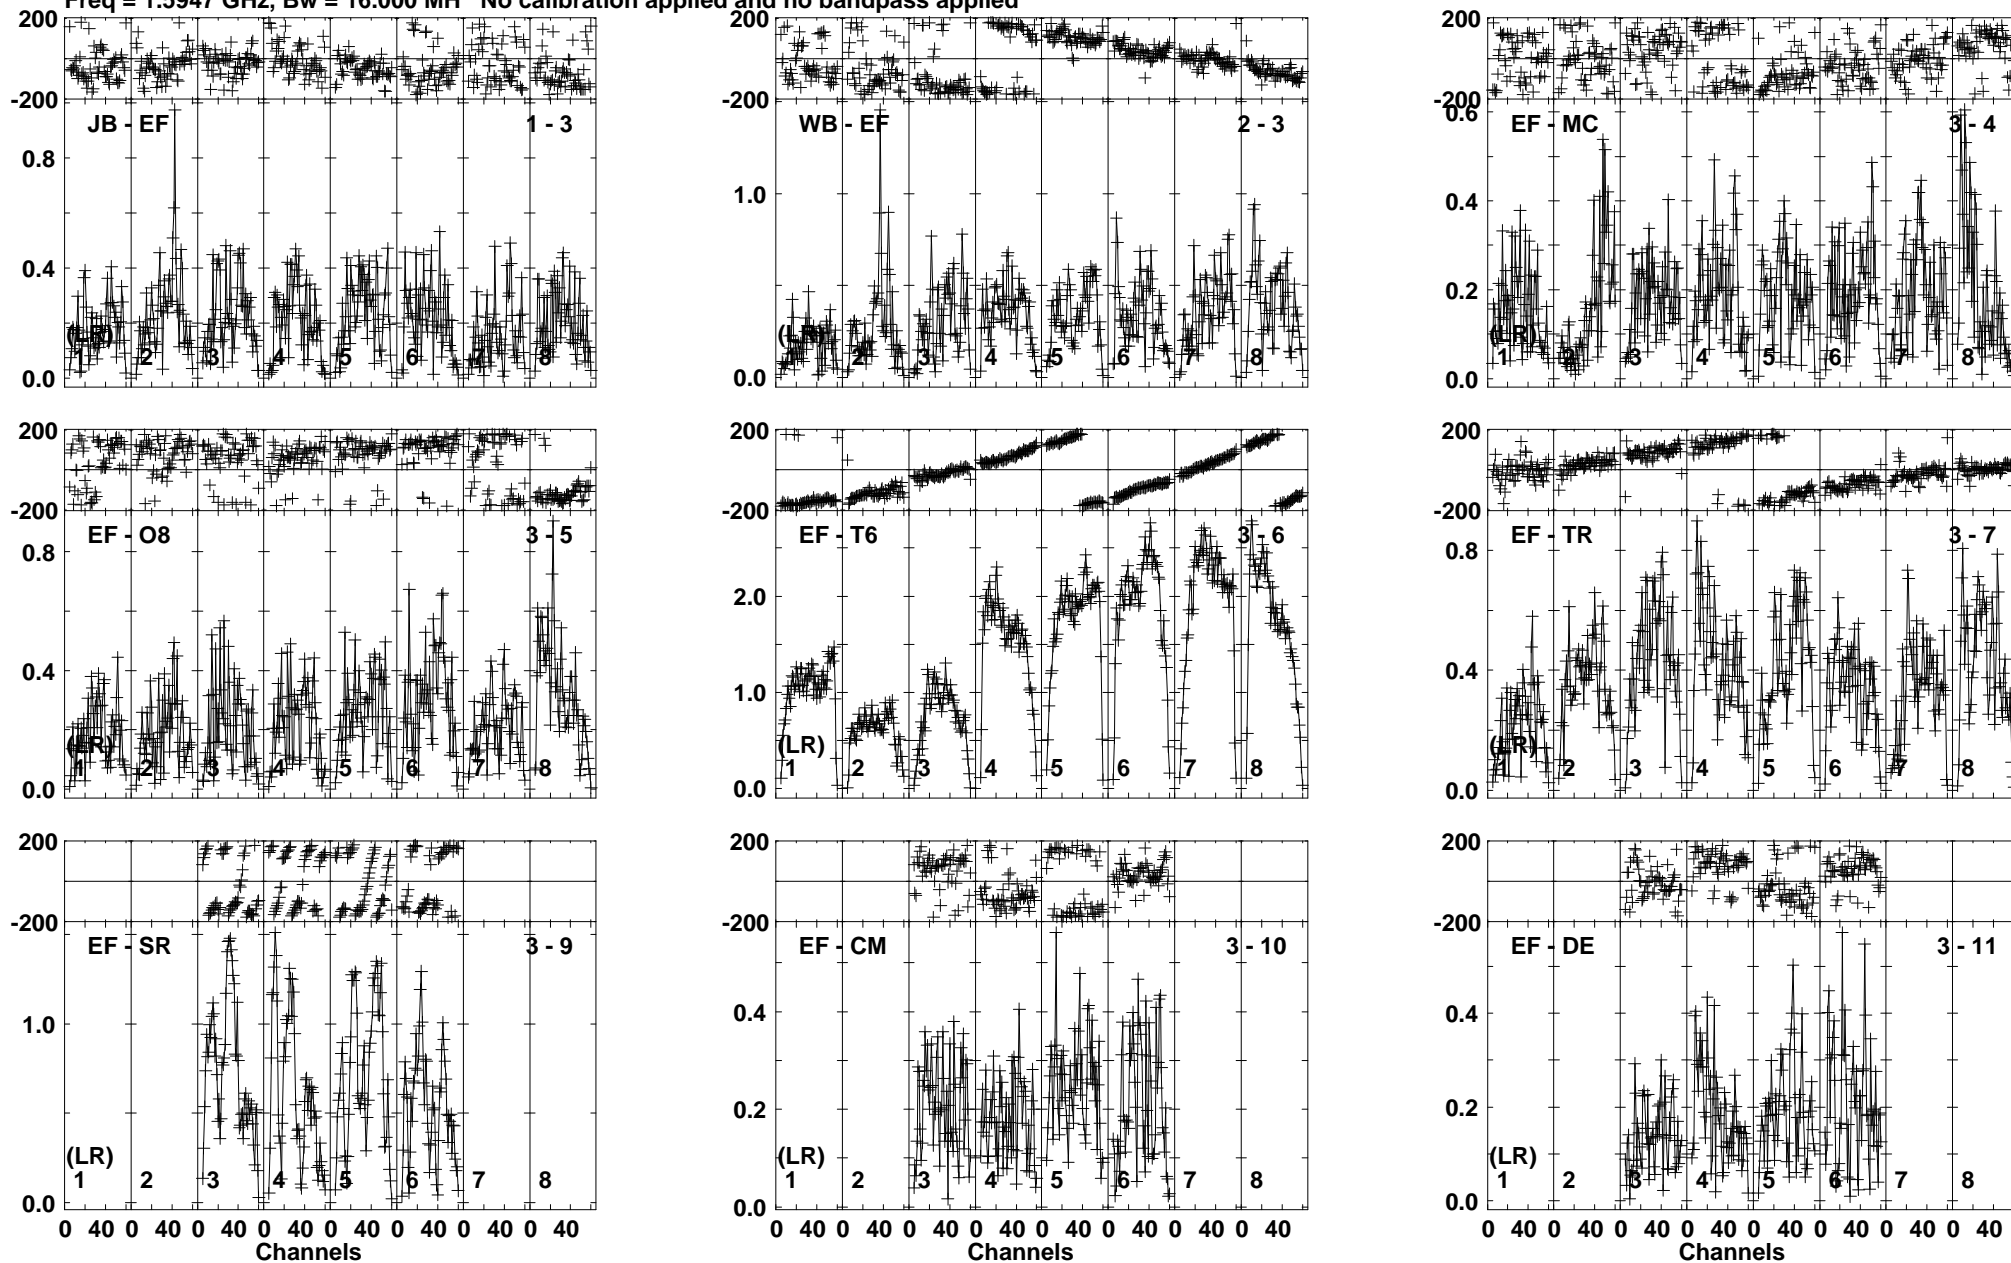 Freq = 1.5947 GHz, Bw = 16.000 MH No calibration applied and no bandpass applied
200 200 200
-200 -200 -200
JB - EF 1 - 3 WB - EF 2 - 3 EF - MC 3 - 4
0.8 0.4 0.0 1.0 0.0 0.6 0.4 0.2 0.0
(LR) (LR) (LR)
1 2 3 4 5 6 7 8 1 2 3 4 5 6 7 8 1 2 3 4 5 6 7 8
200 200 200
-200 -200 -200
EF - O8 3 - 5 EF - T6 3 - 6 EF - TR 3 - 7
0.8 0.4 0.0 2.0 1.0 0.0 0.8 0.4 0.0
(LR) (LR) (LR)
1 2 3 4 5 6 7 8 1 2 3 4 5 6 7 8 1 2 3 4 5 6 7 8
200 200 200
-200 -200 -200
EF - SR 3 - 9 EF - CM 3 - 10 EF - DE 3 - 11
1.0 0.0 0.4 0.2 0.0 0.4 0.2 0.0
(LR) (LR) (LR)
1 2 3 4 5 6 7 8 1 2 3 4 5 6 7 8 1 2 3 4 5 6 7 8
0 40 0 40 0 40 0 40 0 40 0 40 0 40 0 40 0 40 0 40 0 40 0 40 0 40 0 40 0 40 0 40 0 40 0 40 0 40 0 40 0 40 0 40 0 40 0 40
Channels Channels Channels